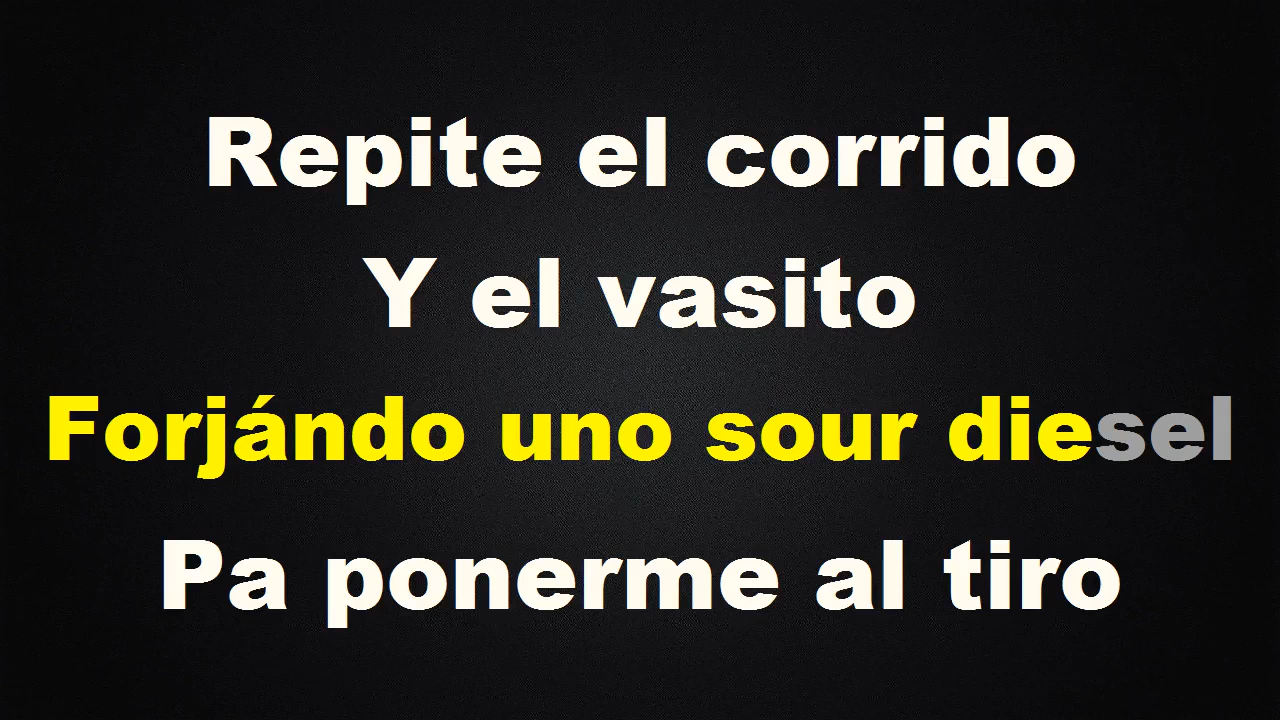 Repite el corrido
Y el vasito
Forjándo uno sour diesel
Pa ponerme al tiro